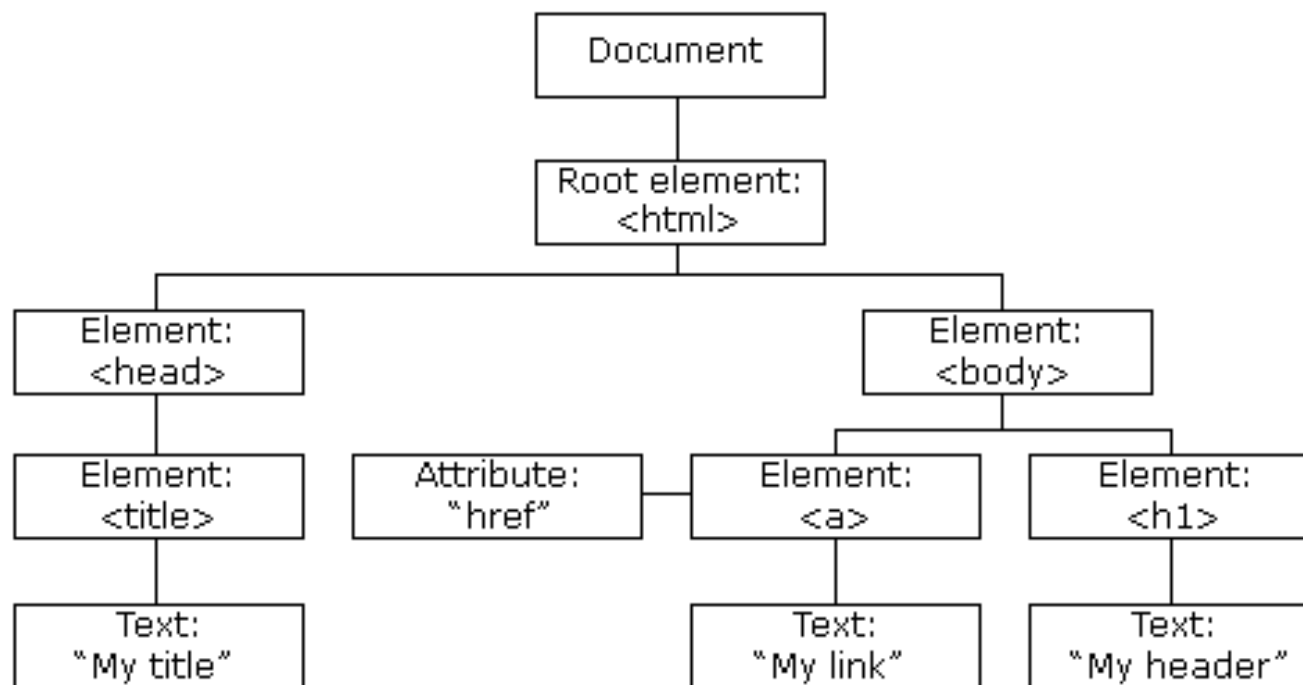 Document
Root element:
<html>
Element:
<head>
Element:
<body>
Element:
<title>
Attribute:
“href”
Element:
<a>
Element:
<h1>
Text:
“My title”
Text:
“My link”
Text:
“My header”